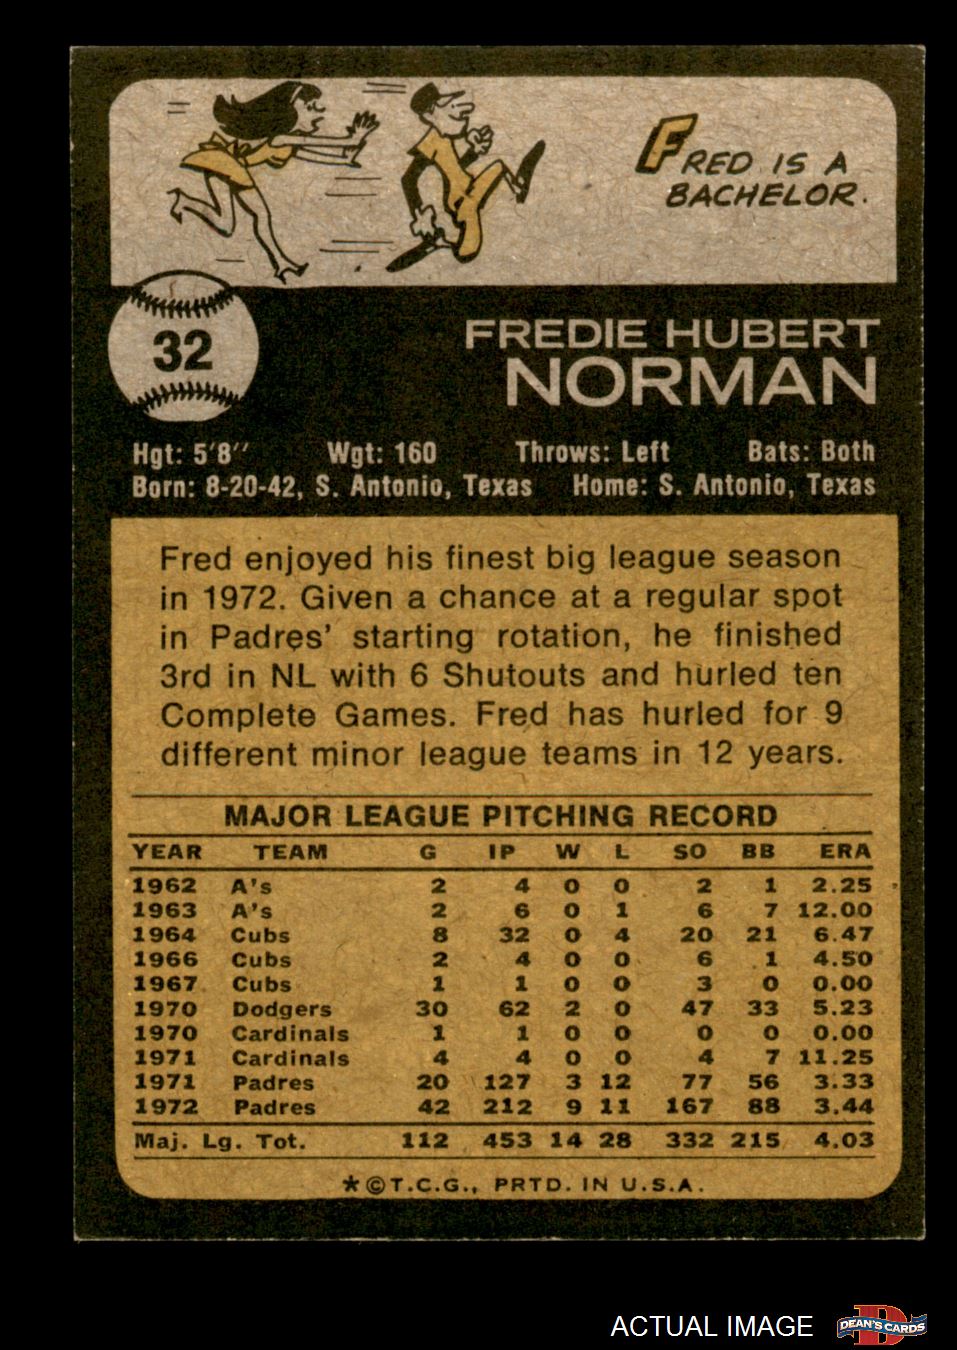 FRED IS A
BACHELOR.
32
FREDIE HUBERT
NORMAN
Hgt: 5'8" Wgt: 160 Throws: Left Bats: Both
Born: 8-20-42, S. Antonio, Texas Home: S. Antonio, Texas
Fred enjoyed his finest big league season
in 1972. Given a chance at a regular spot
in Padres' starting rotation, he finished
3rd in NL with 6 Shutouts and hurled ten
Complete Games. Fred has hurled for 9
different minor league teams in 12 years.
MAJOR LEAGUE PITCHING RECORD
YEAR TEAM G IP W L SO BB ERA
1962 A's 2 4 0 0 2 1 2.25
1963 A's 2 6 0 1 6 7 12.00
1964 Cubs 8 32 0 4 20 21 6.47
1966 Cubs 2 4 0 0 6 1 4.50
1967 Cubs 1 1 0 0 3 0 0.00
1970 Dodgers 30 62 2 0 47 33 5.23
1970 Cardinals 1 1 0 0 0 0 0.00
1971 Cardinals 4 4 0 0 4 7 11.25
1971 Padres 20 127 3 12 77 56 3.33
1972 Padres 42 212 9 11 167 88 3.44
Maj. Lg. Tot. 112 453 14 28 332 215 4.03
*©T.C.G., PRTD. IN U.S.A.
ACTUAL IMAGE
D
DEAN'S CARDS